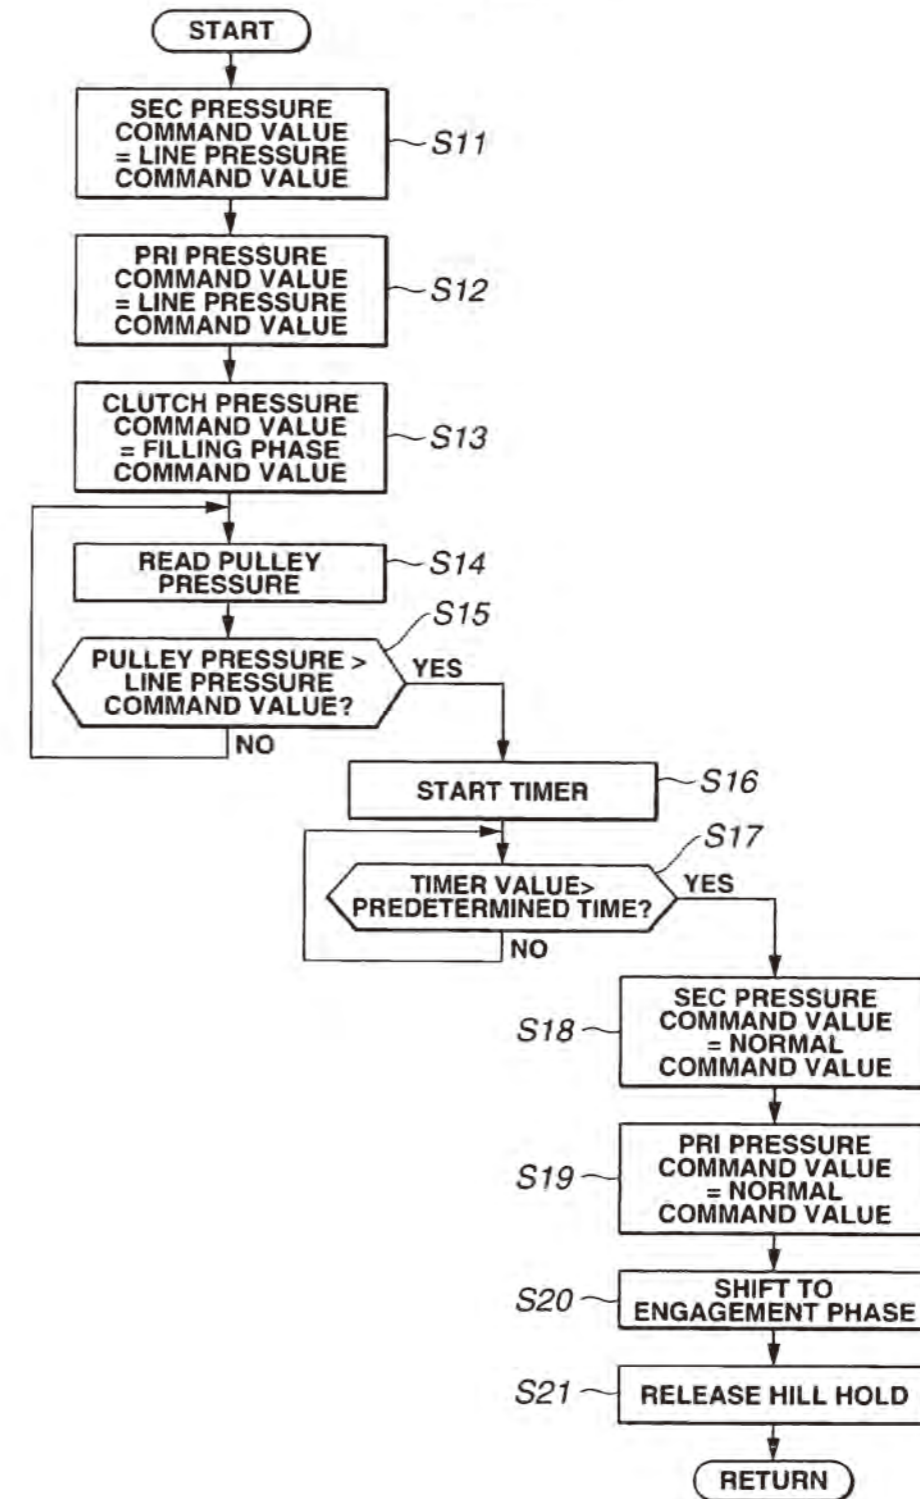 START
SEC PRESSURE
COMMAND VALUE
= LINE PRESSURE
COMMAND VALUE
S11
PRI PRESSURE
COMMAND VALUE
= LINE PRESSURE
COMMAND VALUE
S12
CLUTCH PRESSURE
COMMAND VALUE
= FILLING PHASE
COMMAND VALUE
S13
READ PULLEY
PRESSURE
S14
S15
PULLEY PRESSURE >
LINE PRESSURE
COMMAND VALUE?
YES
NO
START TIMER
S16
S17
TIMER VALUE>
PREDETERMINED TIME?
YES
NO
SEC PRESSURE
COMMAND VALUE
= NORMAL
COMMAND VALUE
S18
PRI PRESSURE
COMMAND VALUE
= NORMAL
COMMAND VALUE
S19
SHIFT TO
ENGAGEMENT PHASE
S20
RELEASE HILL HOLD
S21
RETURN